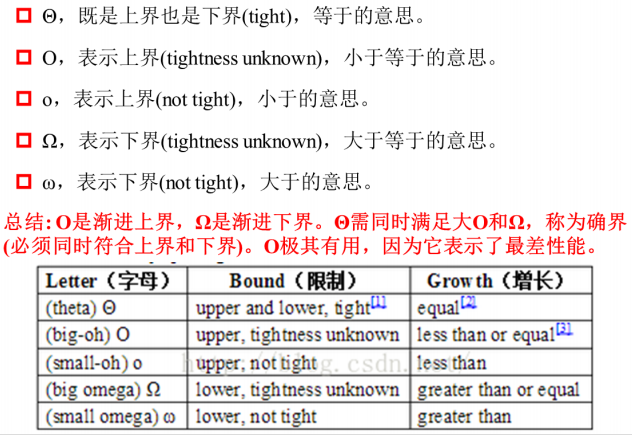 Θ，既是上界也是下界(tight)，等于的意思。
O，表示上界(tightness unknown)，小于等于的意思。
o，表示上界(not tight)，小于的意思。
Ω，表示下界(tightness unknown)，大于等于的意思。
ω，表示下界(not tight)，大于的意思。
总结: O是渐进上界，Ω是渐进下界。Θ需同时满足大O和Ω，称为确界
(必须同时符合上界和下界)。O极其有用，因为它表示了最差性能。
Letter（字母） Bound（限制） Growth（增长）
(theta) Θ upper and lower, tight[1] equal[2]
(big-oh) O upper, tightness unknown less than or equal[3]
(small-oh) o upper, not tight less than
(big omega) Ω lower, tightness unknown greater than or equal
(small omega) ω lower, not tight greater than